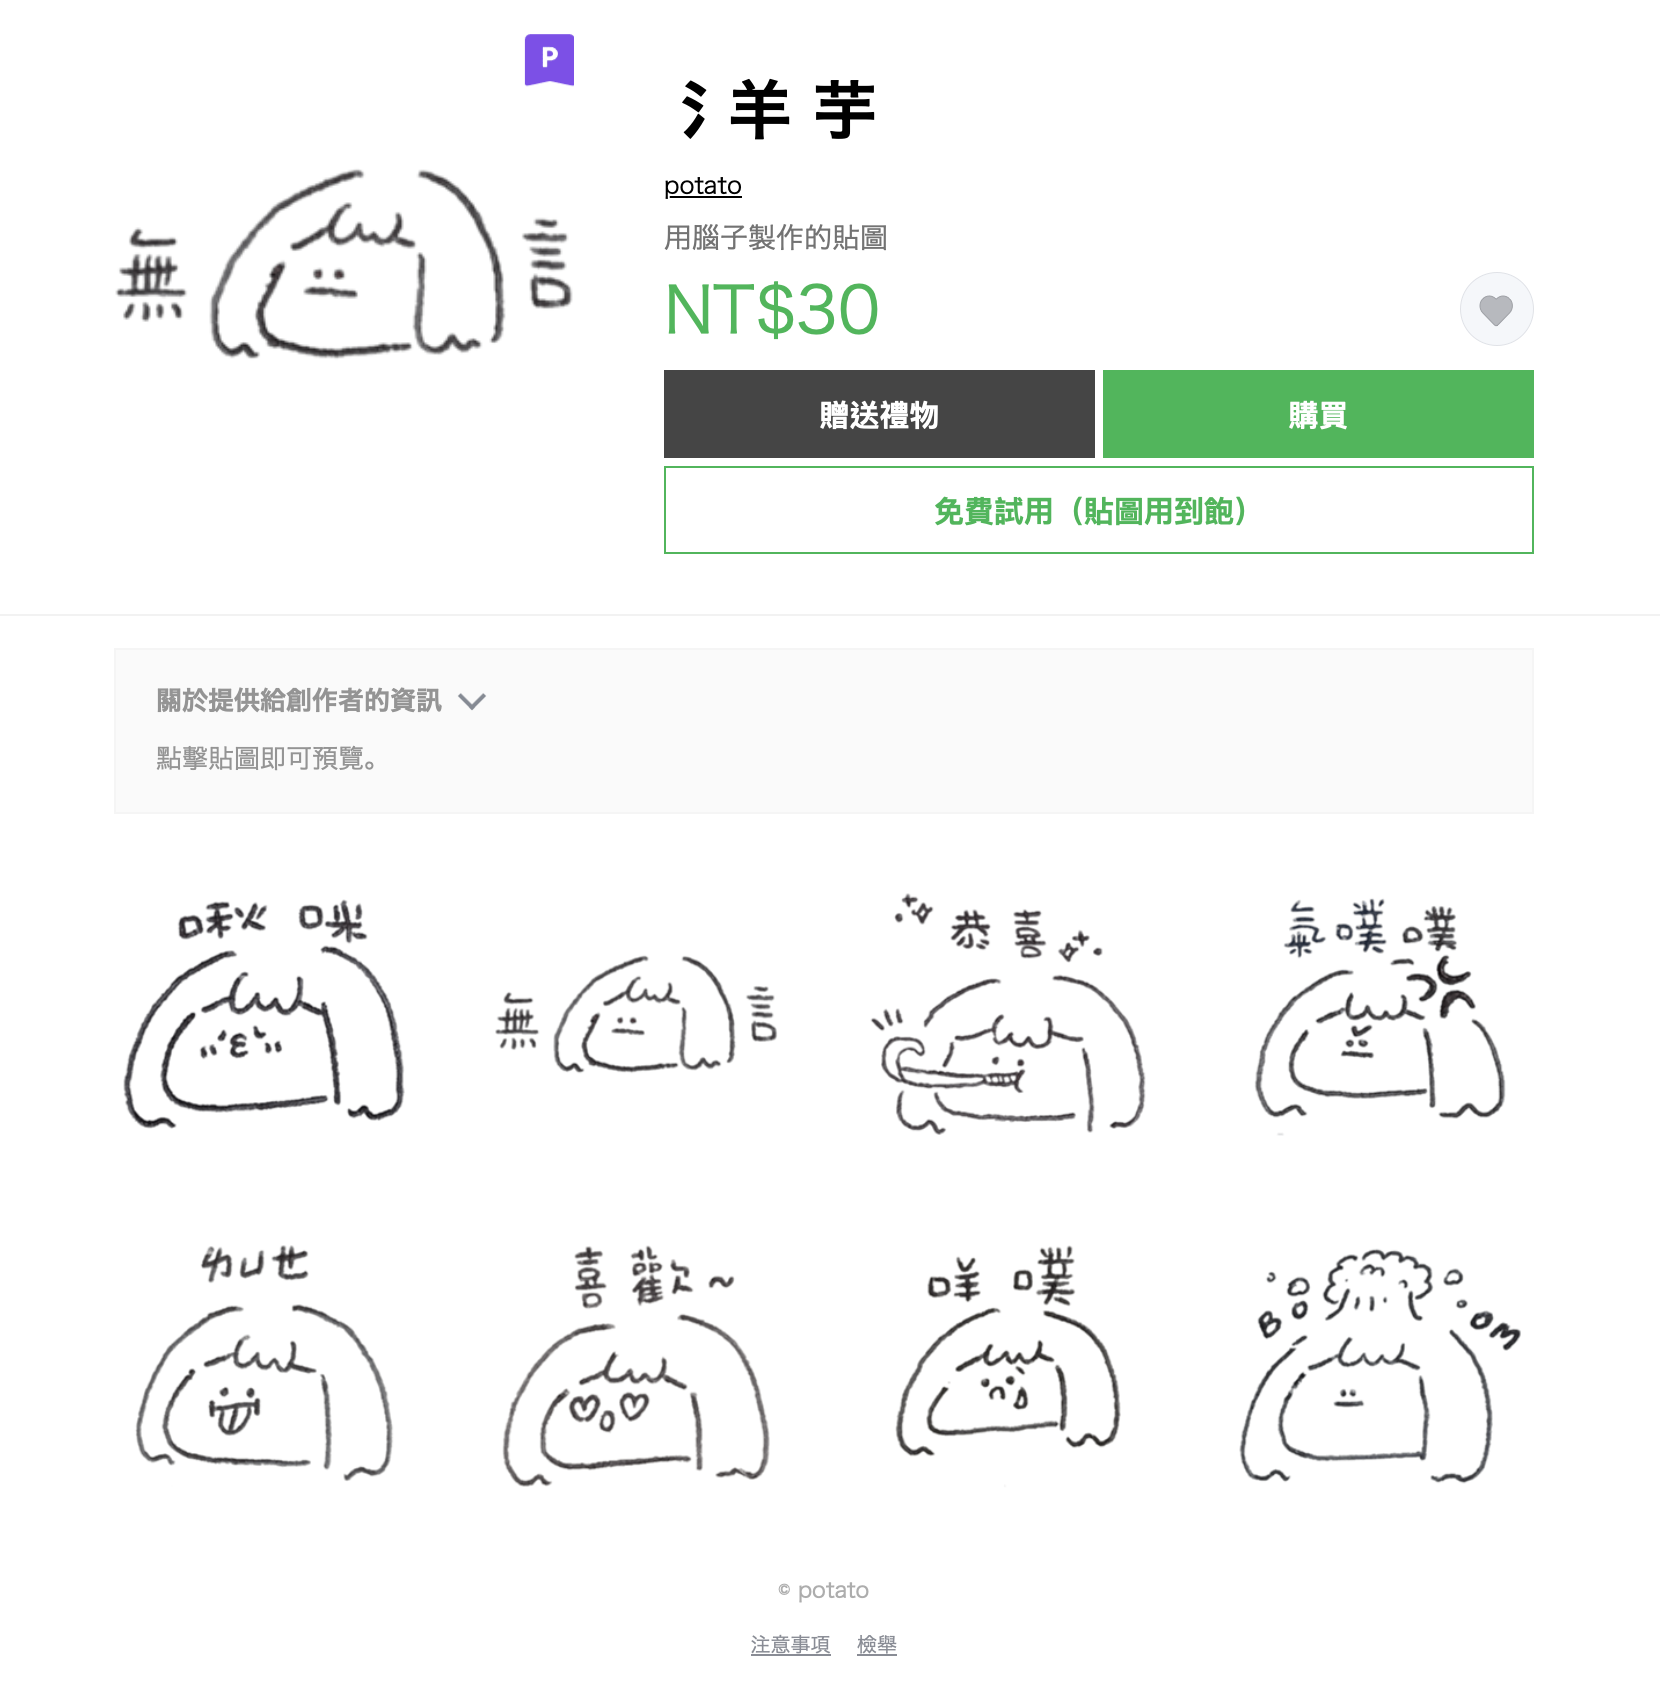 P
氵羊 芋
potato
用腦子製作的貼圖
NT$30
無 言
贈送禮物
購買
免費試用（貼圖用到飽）
關於提供給創作者的資訊
點擊貼圖即可預覽。
啾 咪
無 言
恭 喜
氣噗 噗
ㄌㄩㄝ
喜 歡~
咩 噗
BOOOM
© potato
注意事項 檢舉